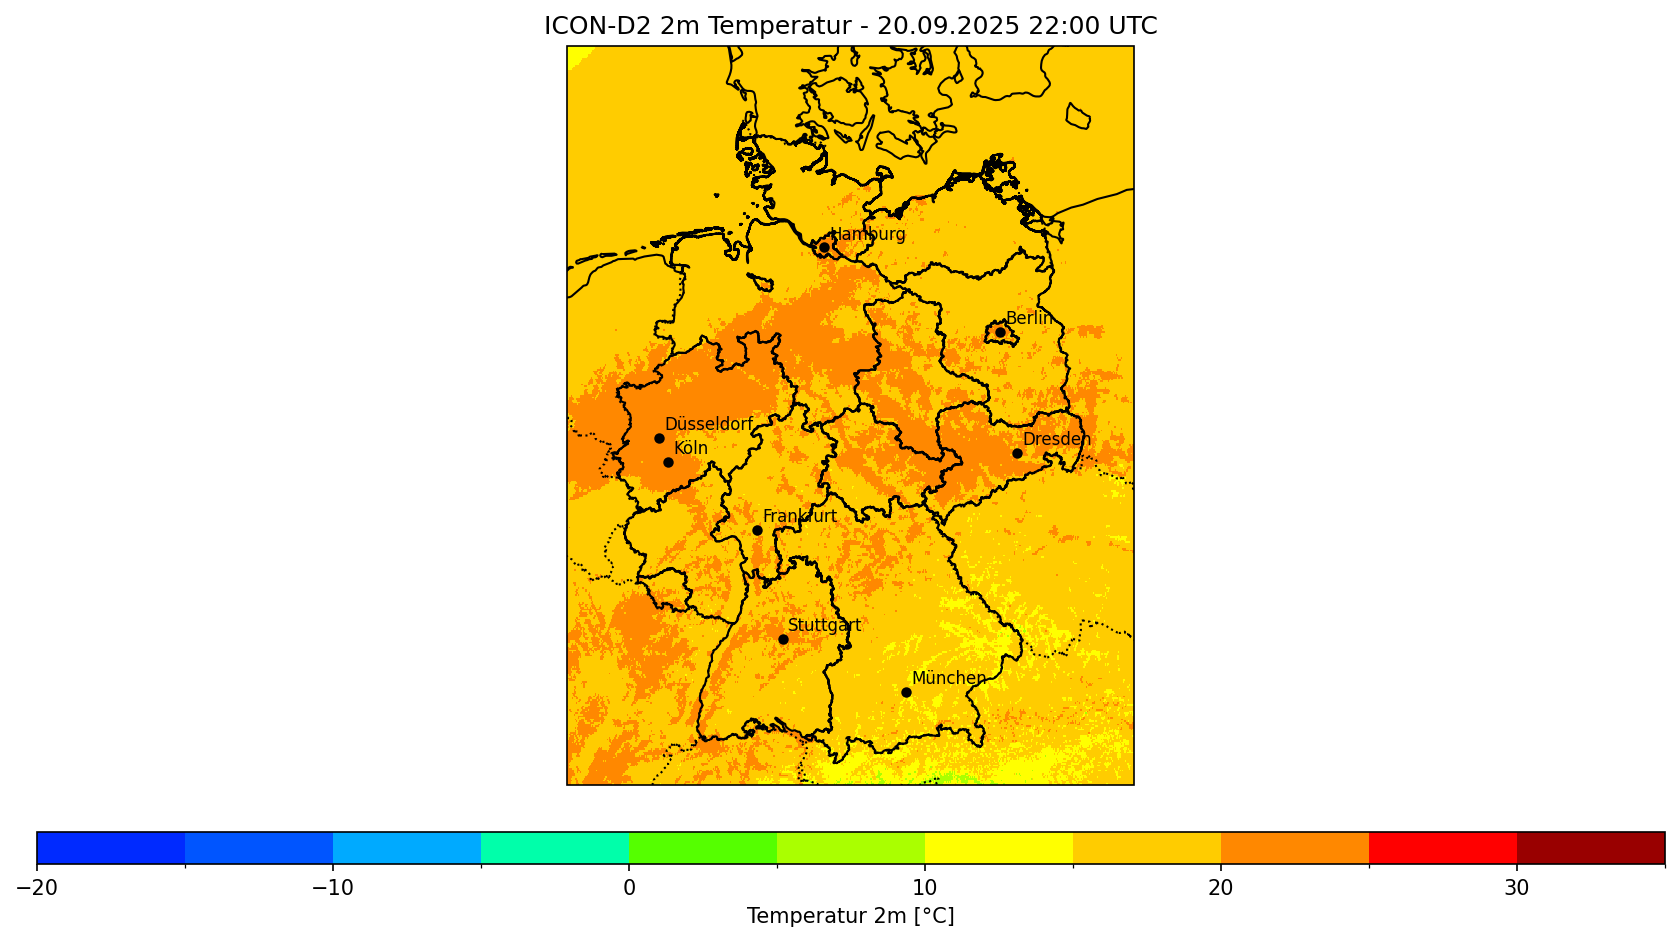 ICON-D2 2m Temperatur - 20.09.2025 22:00 UTC
Hamburg
Berlin
Düsseldorf
Köln
Dresden
Frankfurt
Stuttgart
München
−20 −10 0 10 20 30
Temperatur 2m [°C]